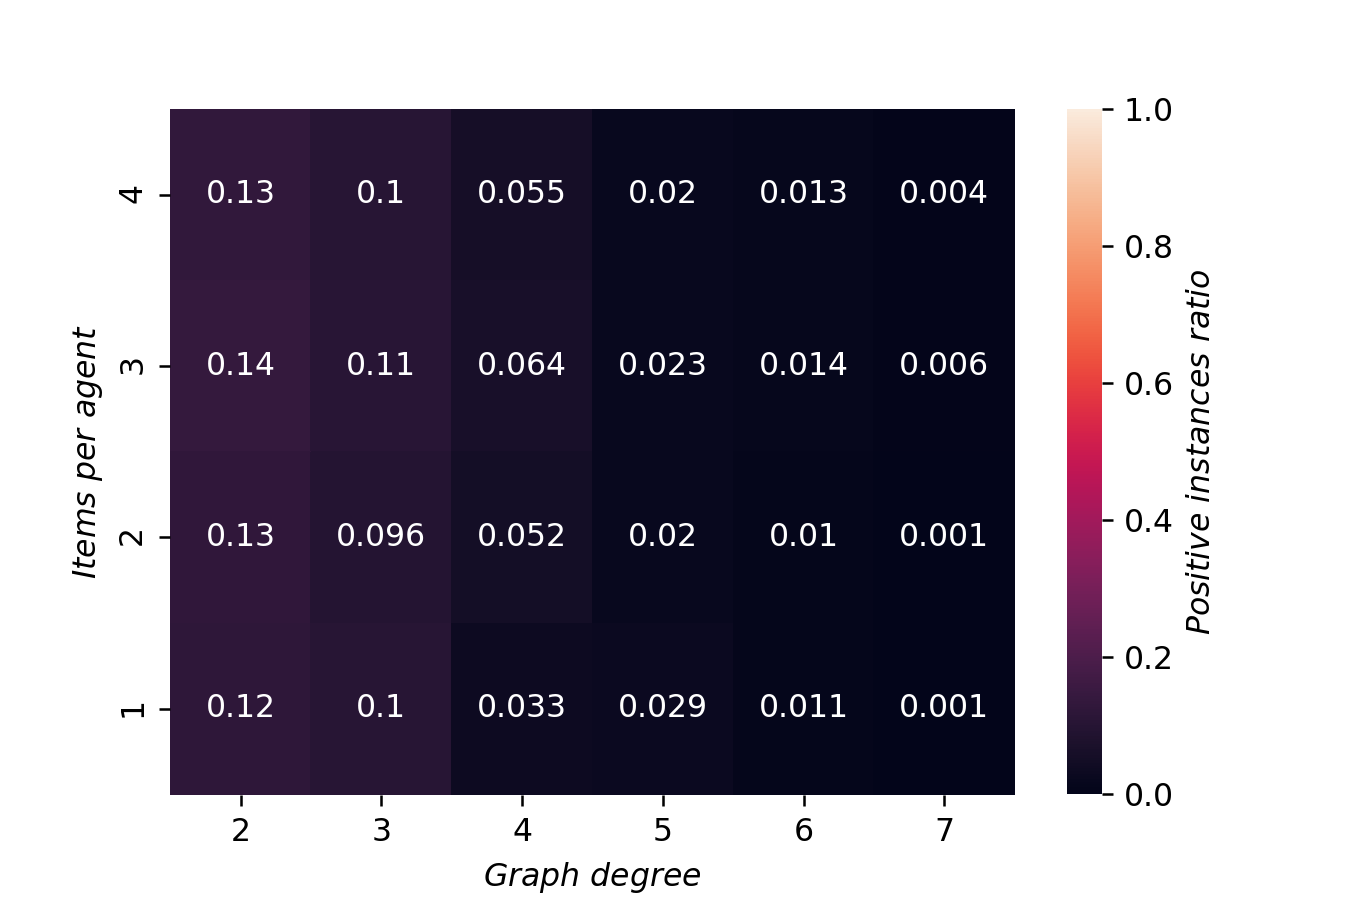 4 0.13 0.1 0.055 0.02 0.013 0.004
3 0.14 0.11 0.064 0.023 0.014 0.006
2 0.13 0.096 0.052 0.02 0.01 0.001
1 0.12 0.1 0.033 0.029 0.011 0.001
2 3 4 5 6 7
Graph degree
Items per agent
1.0
0.8
0.6
0.4
0.2
0.0
Positive instances ratio